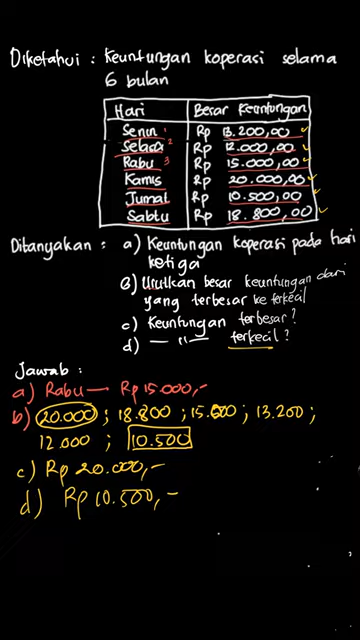 Diketahui : Keuntungan koperasi selama
6 bulan
Hari Besar Keuntungan
Senin 1 Rp 13.200,00
Selasa 2 Rp 12.000,00
Rabu 3 Rp 15.000,00
Kamis Rp 20.000,00
Jumat Rp 10.500,00
Sabtu Rp 18.800,00
Ditanyakan : a) Keuntungan koperasi pada hari
ketiga
b) Urutkan besar keuntungan dari
yang terbesar ke terkecil
c) Keuntungan terbesar?
d) — " — terkecil?
Jawab :
a) Rabu — Rp 15.000,-
b) 20.000 ; 18.800 ; 15.000 ; 13.200 ;
12.000 ; 10.500
c) Rp 20.000,-
d) Rp 10.500,-